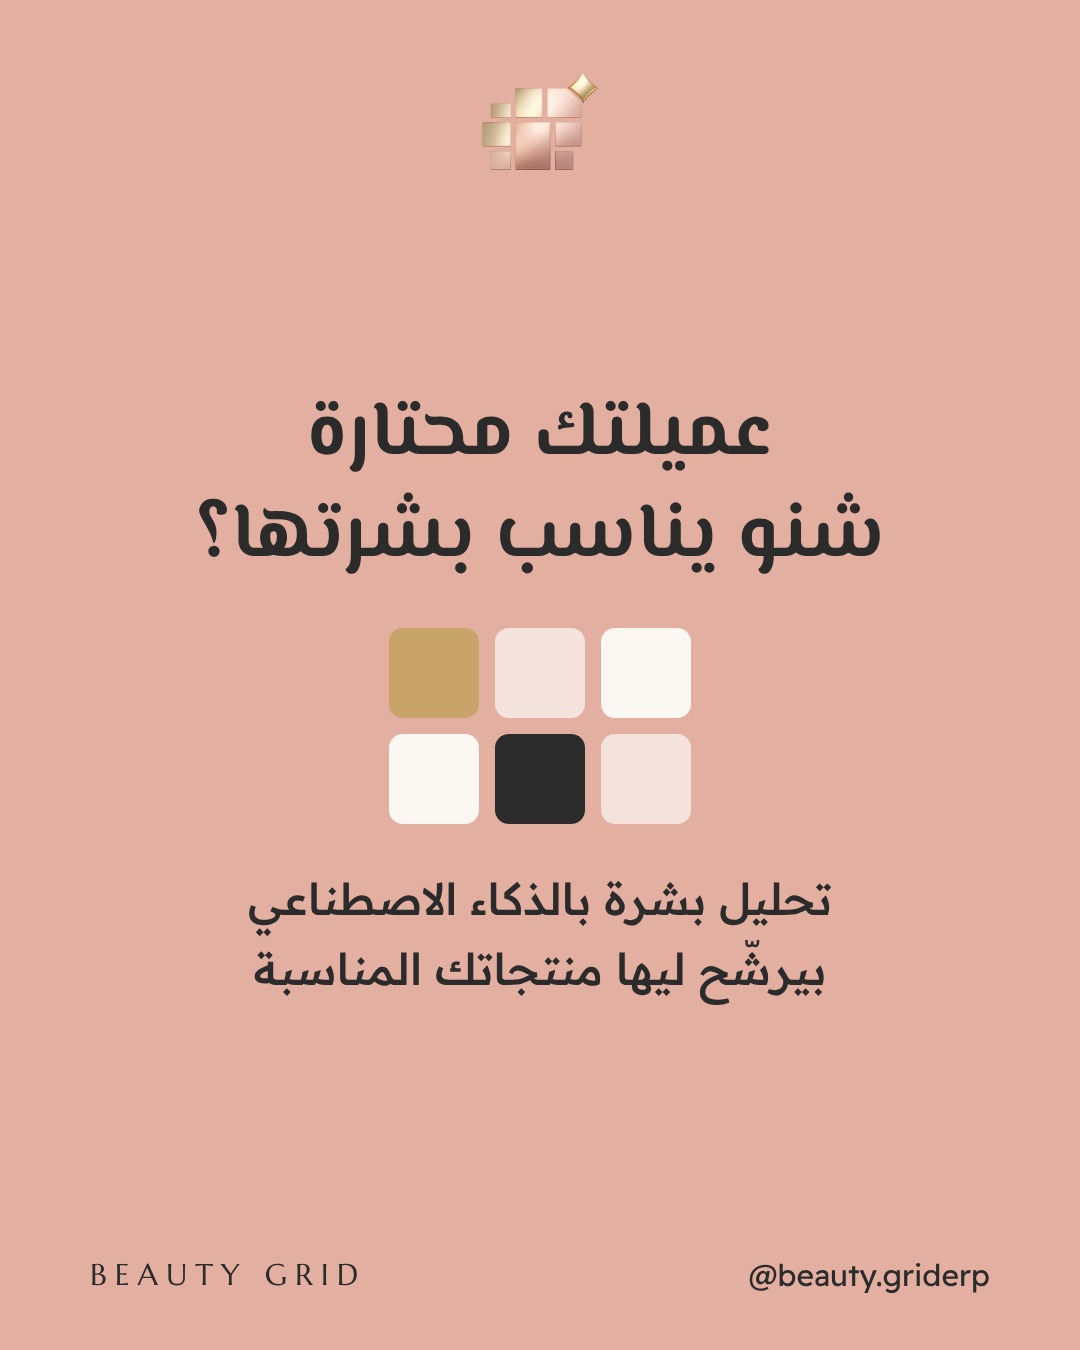 عميلتك محتارة
شنو يناسب بشرتها؟
تحليل بشرة بالذكاء الاصطناعي
بيرشّح ليها منتجاتك المناسبة
BEAUTY GRID
@beauty.griderp